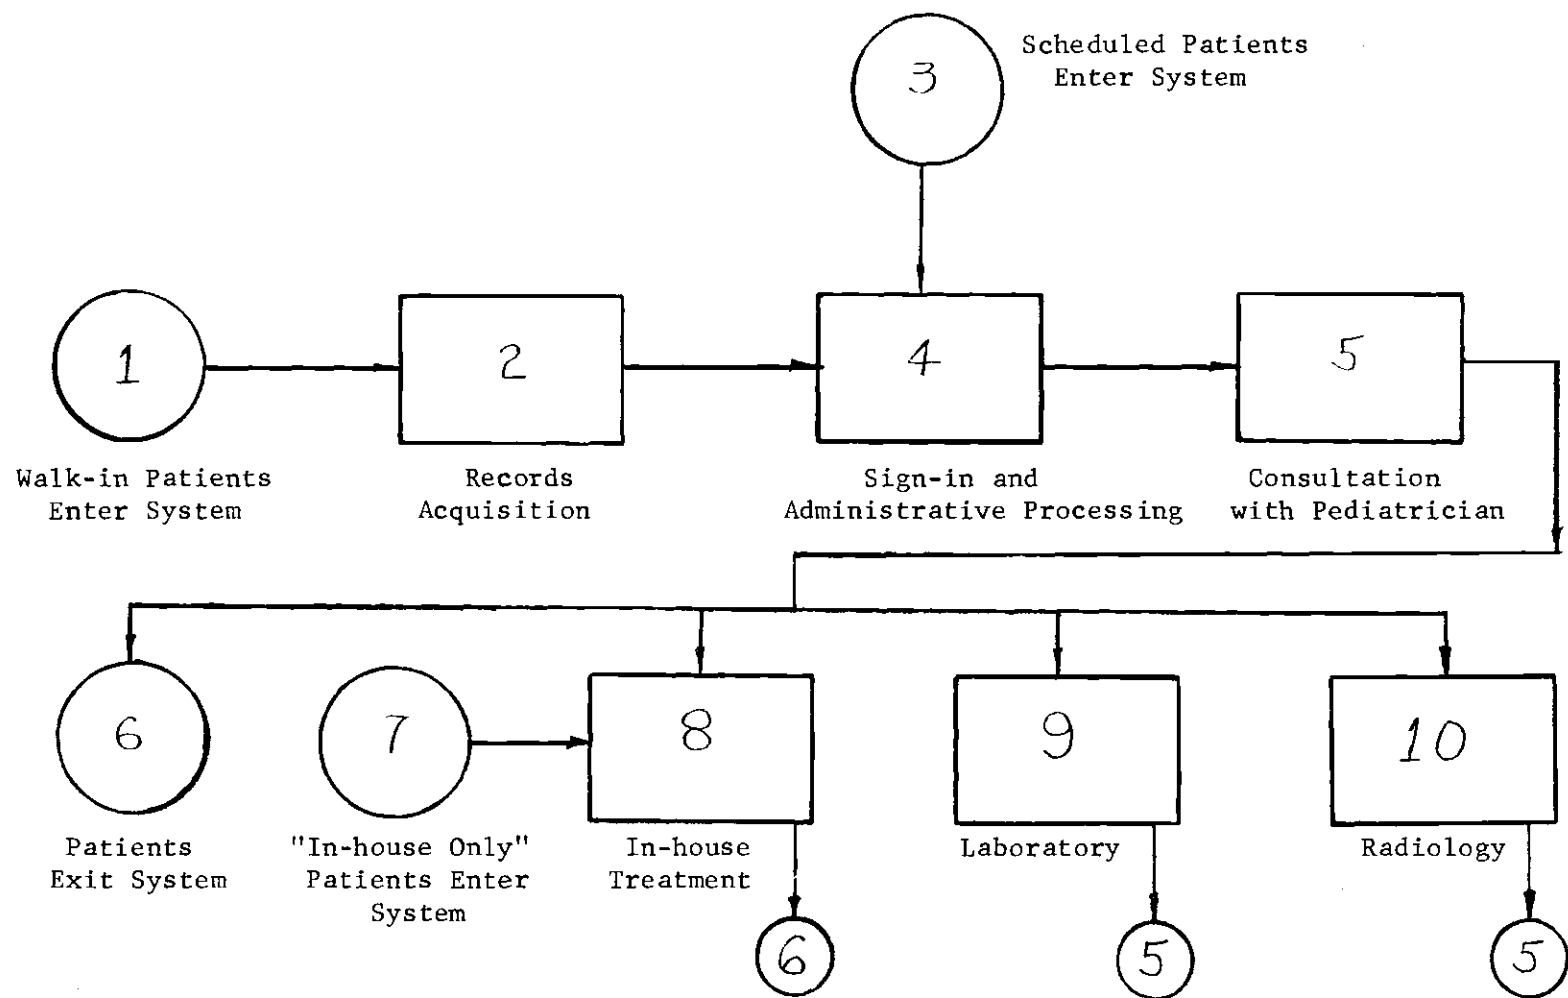 3
Scheduled Patients
Enter System
1
2
4
5
Walk-in Patients
Enter System
Records
Acquisition
Sign-in and
Administrative Processing
Consultation
with Pediatrician
6
7
8
9
10
Patients
Exit System
"In-house Only"
Patients Enter
System
In-house
Treatment
Laboratory
Radiology
6
5
5